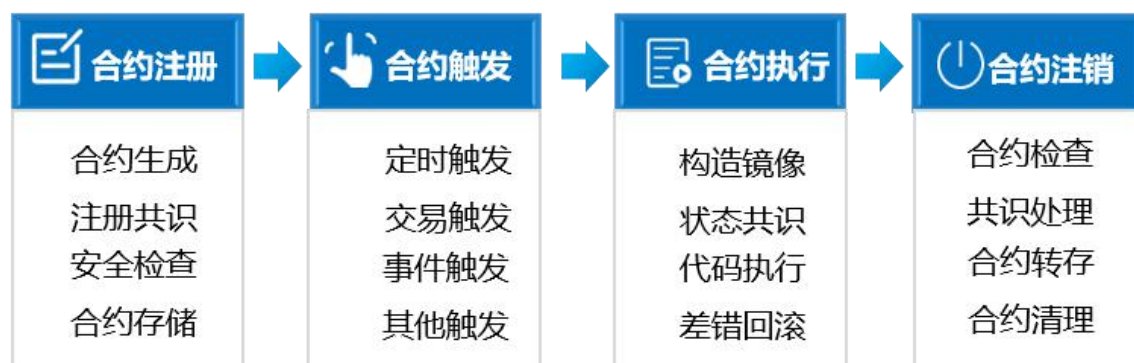 合约注册
合约生成
注册共识
安全检查
合约存储
合约触发
定时触发
交易触发
事件触发
其他触发
合约执行
构造镜像
状态共识
代码执行
差错回滚
合约注销
合约检查
共识处理
合约转存
合约清理